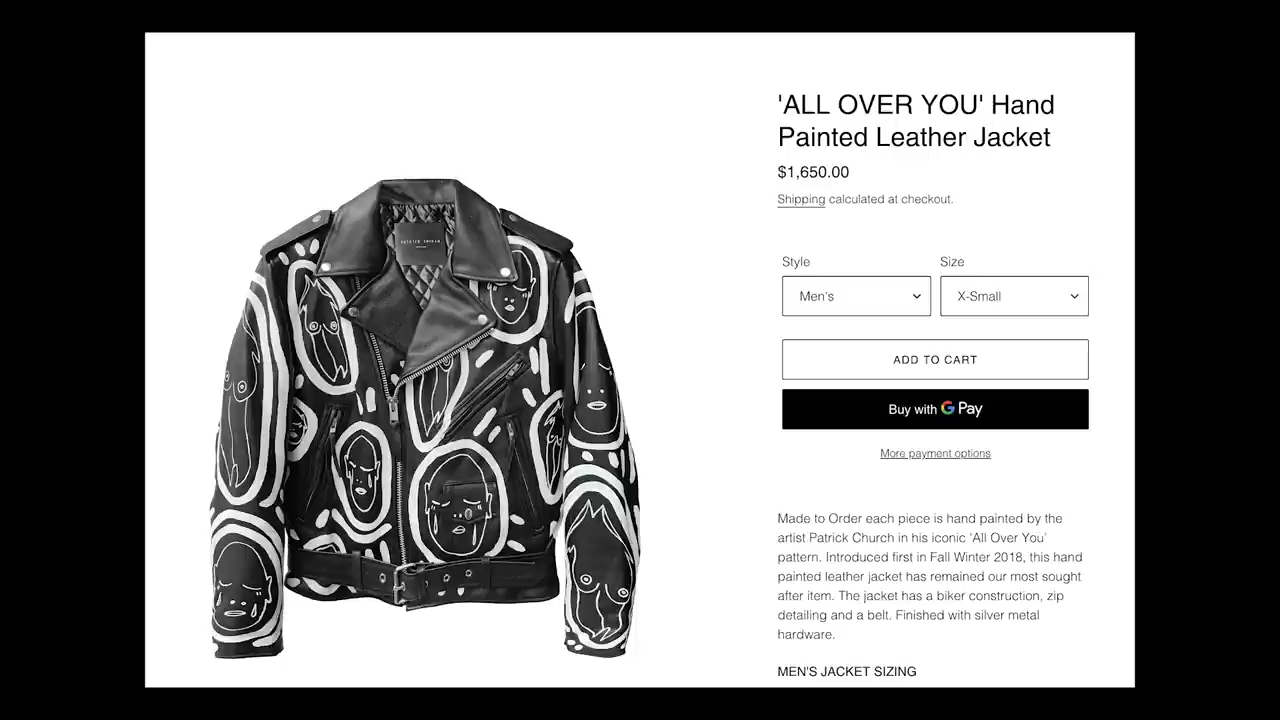 'ALL OVER YOU' Hand
Painted Leather Jacket
$1,650.00
Shipping calculated at checkout.
Style
Size
Men's
X-Small
ADD TO CART
Buy with G Pay
More payment options
Made to Order each piece is hand painted by the
artist Patrick Church in his iconic 'All Over You'
pattern. Introduced first in Fall Winter 2018, this hand
painted leather jacket has remained our most sought
after item. The jacket has a biker construction, zip
detailing and a belt. Finished with silver metal
hardware.
MEN'S JACKET SIZING
PATRICK CHURCH